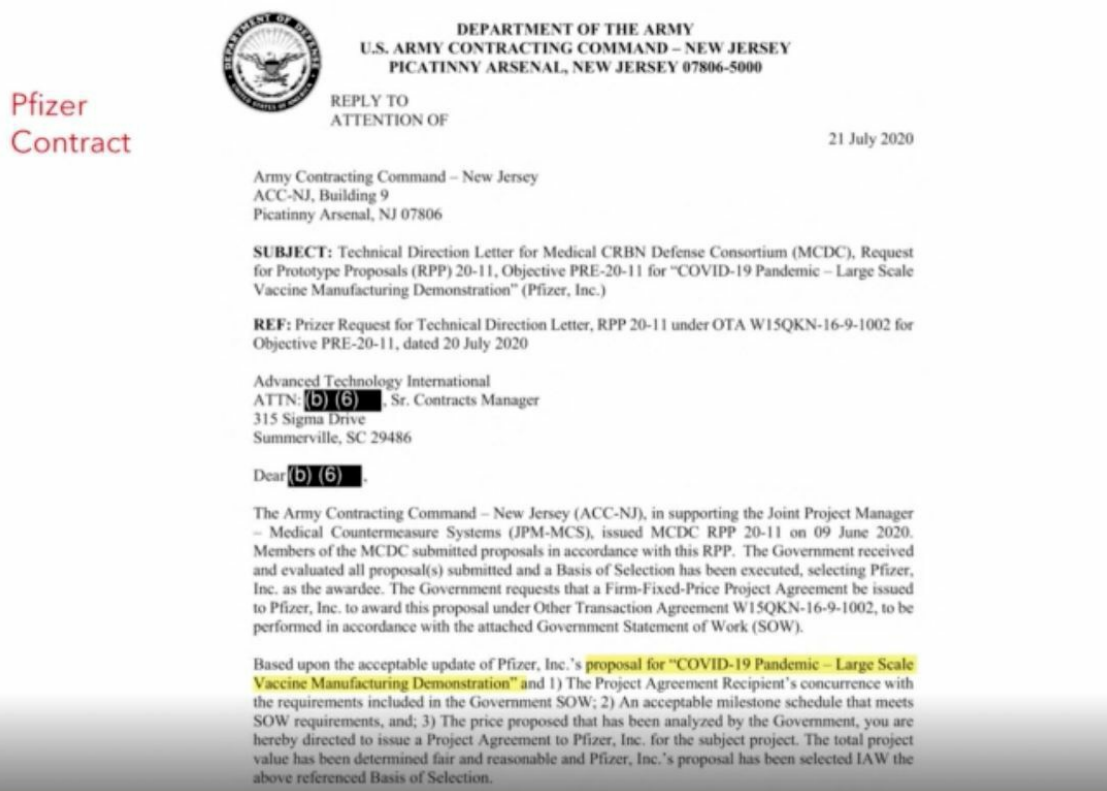 DEPARTMENT OF THE ARMY
U.S. ARMY CONTRACTING COMMAND – NEW JERSEY
PICATINNY ARSENAL, NEW JERSEY 07806-5000
REPLY TO
ATTENTION OF
Pfizer
Contract
21 July 2020
Army Contracting Command – New Jersey
ACC-NJ, Building 9
Picatinny Arsenal, NJ 07806
SUBJECT: Technical Direction Letter for Medical CRBN Defense Consortium (MCDC), Request
for Prototype Proposals (RPP) 20-11, Objective PRE-20-11 for “COVID-19 Pandemic – Large Scale
Vaccine Manufacturing Demonstration” (Pfizer, Inc.)
REF: Prizer Request for Technical Direction Letter, RPP 20-11 under OTA W15QKN-16-9-1002 for
Objective PRE-20-11, dated 20 July 2020
Advanced Technology International
ATTN: (b) (6) , Sr. Contracts Manager
315 Sigma Drive
Summerville, SC 29486
Dear (b) (6) ,
The Army Contracting Command – New Jersey (ACC-NJ), in supporting the Joint Project Manager
– Medical Countermeasure Systems (JPM-MCS), issued MCDC RPP 20-11 on 09 June 2020.
Members of the MCDC submitted proposals in accordance with this RPP. The Government received
and evaluated all proposal(s) submitted and a Basis of Selection has been executed, selecting Pfizer,
Inc. as the awardee. The Government requests that a Firm-Fixed-Price Project Agreement be issued
to Pfizer, Inc. to award this proposal under Other Transaction Agreement W15QKN-16-9-1002, to be
performed in accordance with the attached Government Statement of Work (SOW).
Based upon the acceptable update of Pfizer, Inc.’s proposal for “COVID-19 Pandemic – Large Scale
Vaccine Manufacturing Demonstration” and 1) The Project Agreement Recipient’s concurrence with
the requirements included in the Government SOW; 2) An acceptable milestone schedule that meets
SOW requirements, and; 3) The price proposed that has been analyzed by the Government, you are
hereby directed to issue a Project Agreement to Pfizer, Inc. for the subject project. The total project
value has been determined fair and reasonable and Pfizer, Inc.’s proposal has been selected IAW the
above referenced Basis of Selection.
DEPARTMENT OF DEFENSE
UNITED STATES OF AMERICA